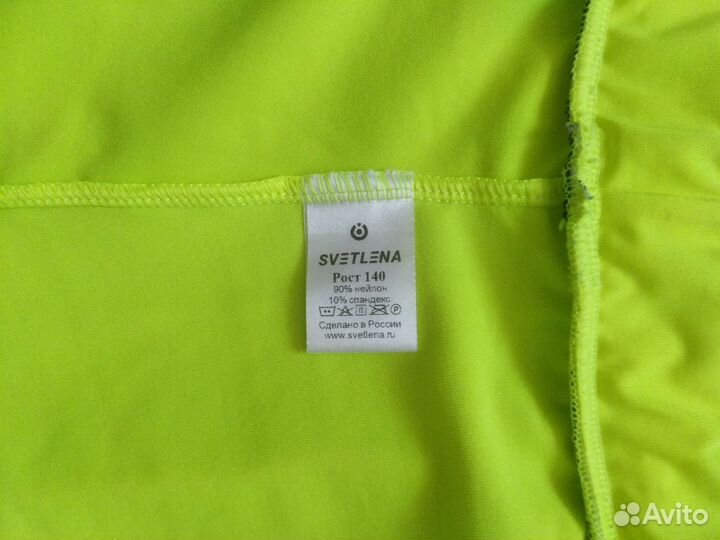 SVETLENA
Рост 140
90% нейлон
10% спандекс
Сделано в России
www.svetlena.ru
Avito